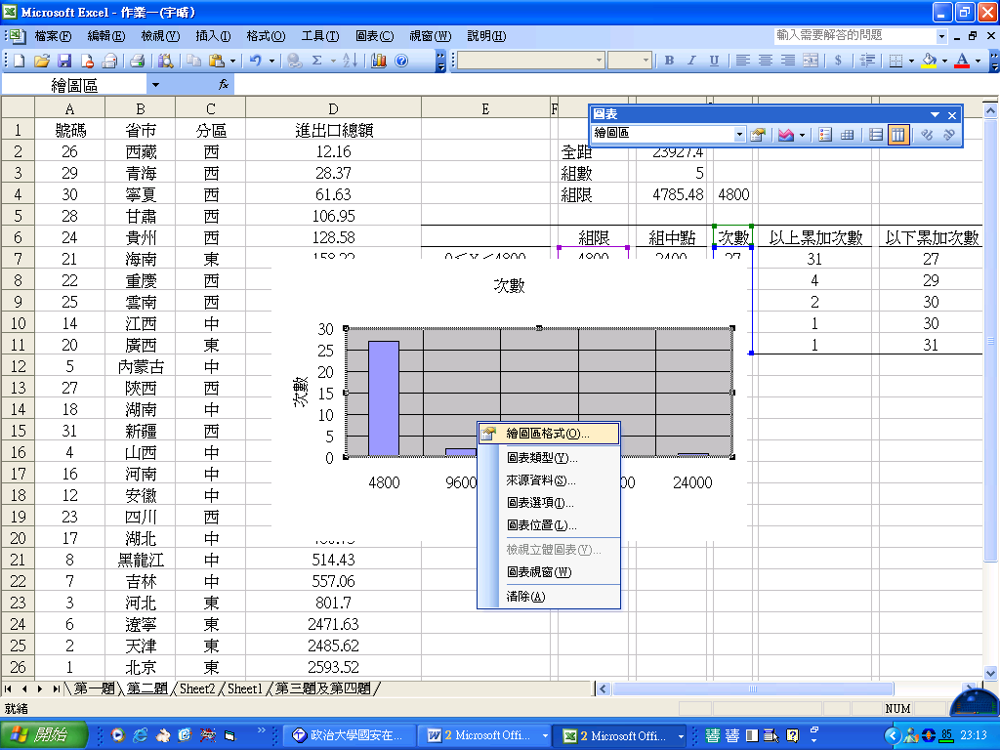 Microsoft Excel - 作業一(宇晴)
檔案(F) 編輯(E) 檢視(V) 插入(I) 格式(O) 工具(T) 圖表(C) 視窗(W) 說明(H) 輸入需要解答的問題
繪圖區 fx
A B C D E F
圖表
繪圖區
1 號碼 省市 分區 進出口總額
2 26 西藏 西 12.16 全距 23927.4
3 29 青海 西 28.37 組數 5
4 30 寧夏 西 61.63 組限 4785.48 4800
5 28 甘肅 西 106.95
6 24 貴州 西 128.58 組限 組中點 次數 以上累加次數 以下累加次數
7 21 海南 東 158.22 0≤X<4800 4800 2400 27 31 27
8 22 重慶 西 4 29
9 25 雲南 西 2 30
10 14 江西 中 1 30
11 20 廣西 東 1 31
12 5 內蒙古 中
13 27 陝西 西
14 18 湖南 中
15 31 新疆 西
16 4 山西 中
17 16 河南 中
18 12 安徽 中
19 23 四川 西
20 17 湖北 中
21 8 黑龍江 中 514.43
22 7 吉林 中 557.06
23 3 河北 東 801.7
24 6 遼寧 東 2471.63
25 2 天津 東 2485.62
26 1 北京 東 2593.52
次數
次數
30
25
20
15
10
5
0
4800 9600 00 24000
繪圖區格式(O)...
圖表類型(Y)...
來源資料(S)...
圖表選項(I)...
圖表位置(L)...
檢視立體圖表(V)...
圖表視窗(W)
清除(A)
第一題 第二題 Sheet2 Sheet1 第三題及第四題
就緒 NUM
開始 政治大學國安在... 2 Microsoft Offi... 2 Microsoft Offi... 85 23:13